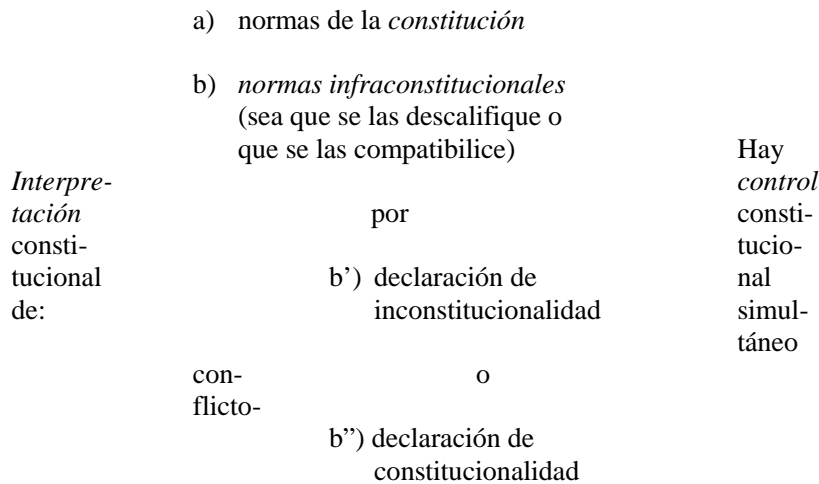 a) normas de la constitución
b) normas infraconstitucionales
(sea que se las descalifique o
que se las compatibilice)
Interpre-
tación
consti-
tucional
de:
por
b’) declaración de
inconstitucionalidad
con-
flicto-
o
b”) declaración de
constitucionalidad
Hay
control
consti-
tucio-
nal
simul-
táneo